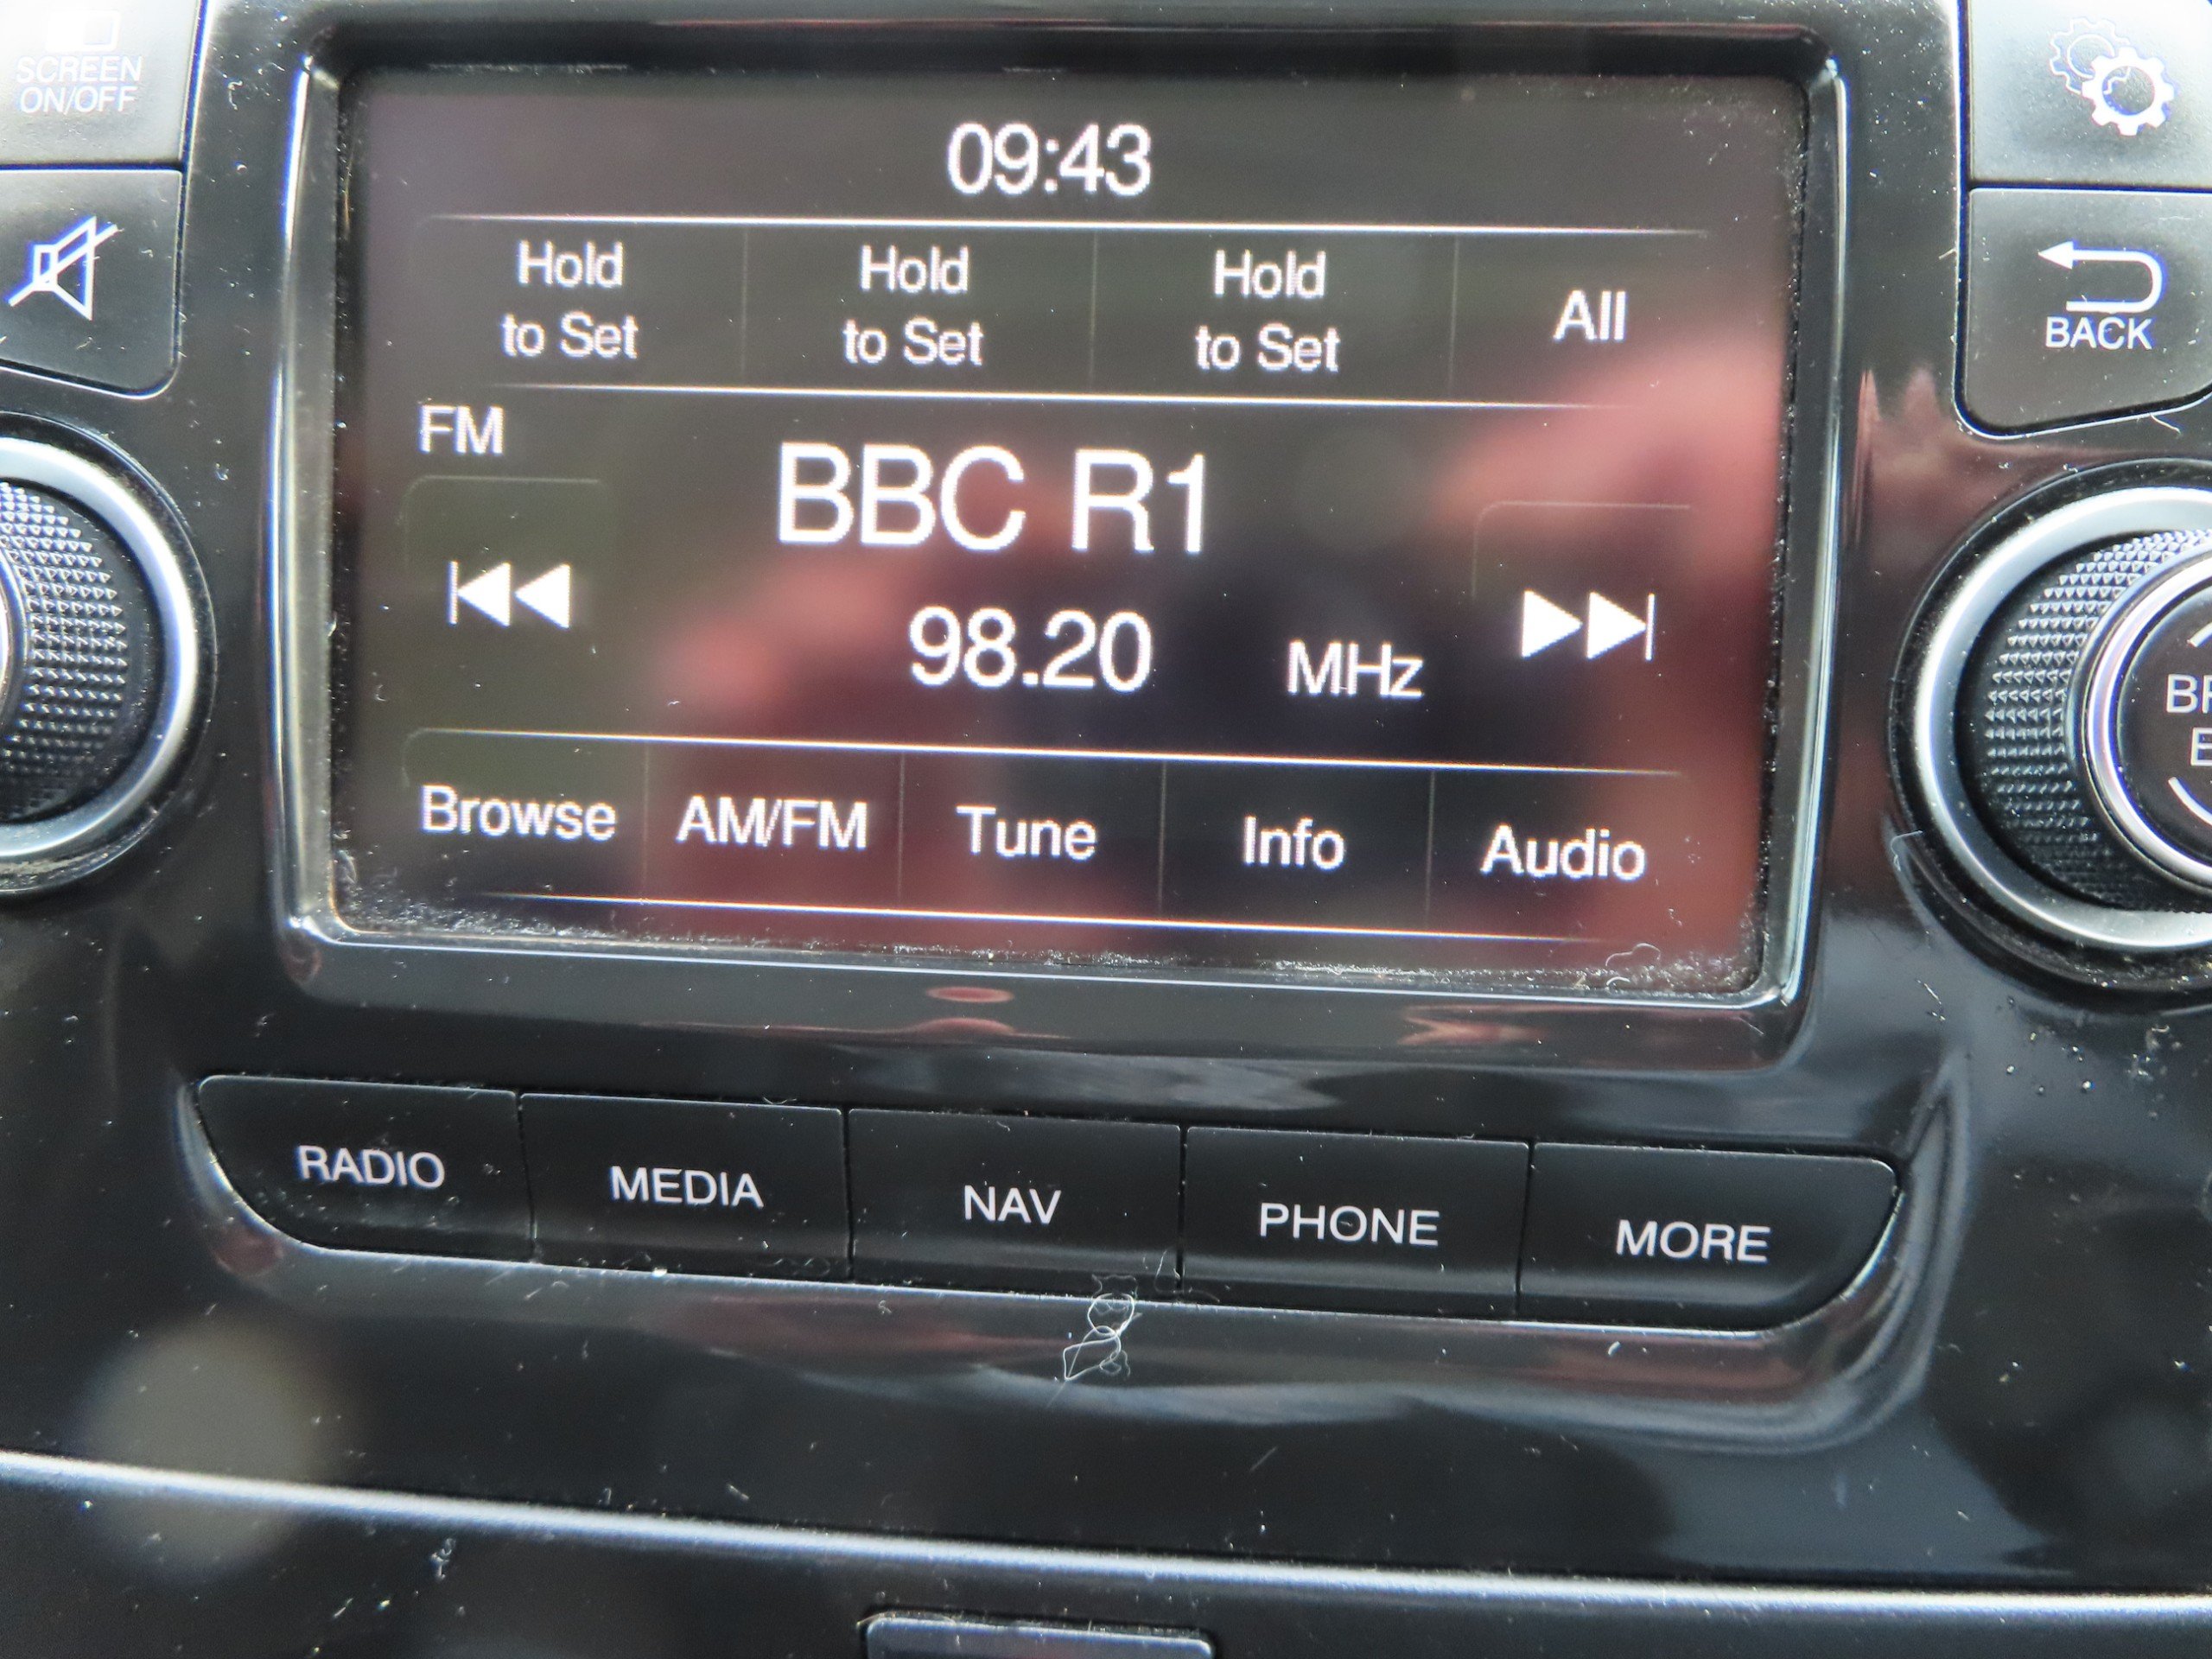 SCREEN
ON/OFF
09:43
Hold
to Set
Hold
to Set
Hold
to Set
All
BACK
FM
BBC R1
98.20 MHz
Browse AM/FM Tune Info Audio
RADIO MEDIA NAV PHONE MORE